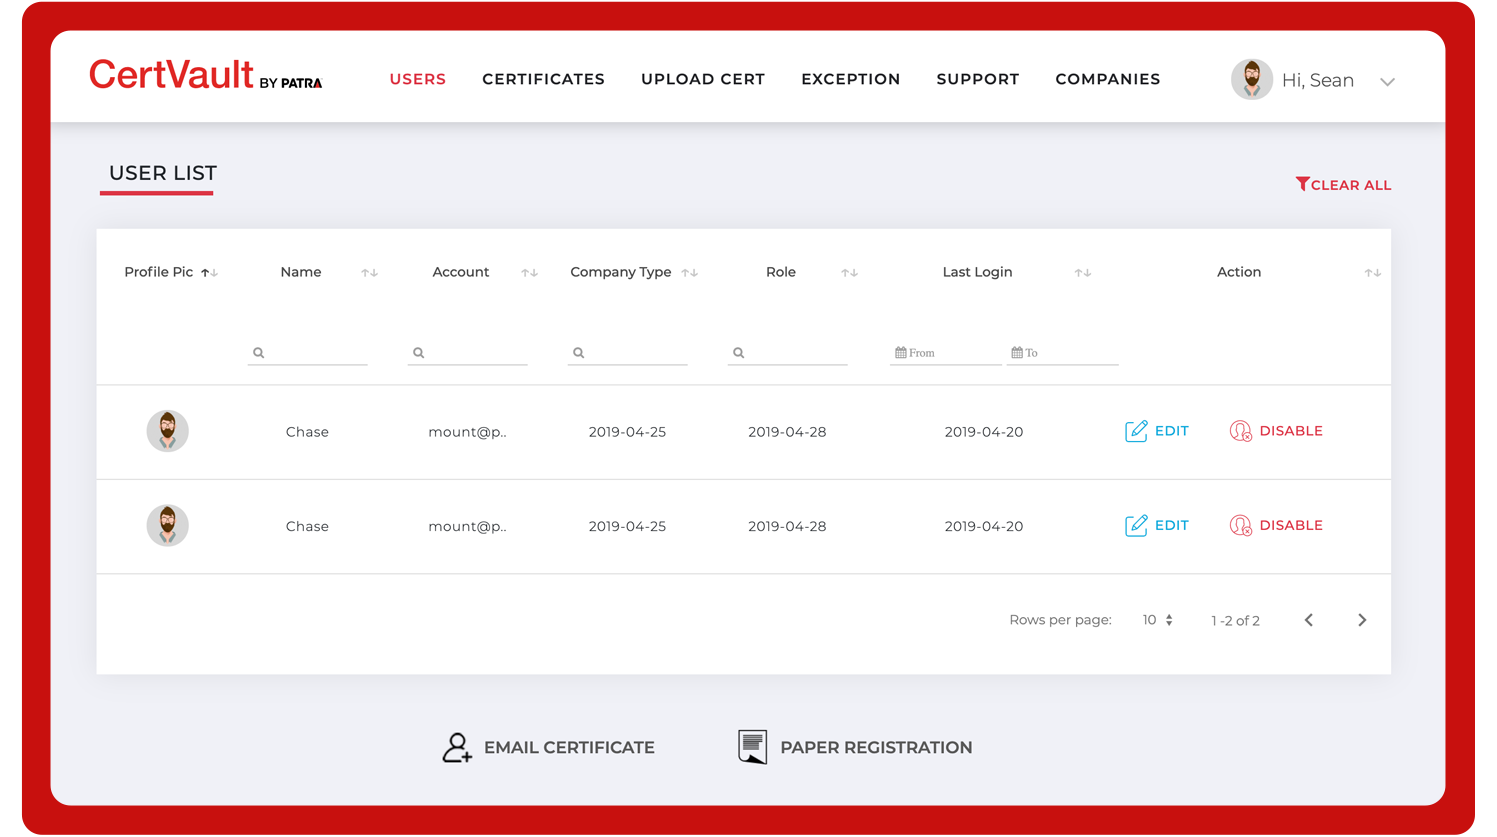 CertVault BY PATRA
USERS CERTIFICATES UPLOAD CERT EXCEPTION SUPPORT COMPANIES
Hi, Sean
USER LIST
CLEAR ALL
Profile Pic Name Account Company Type Role Last Login Action
From To
Chase mount@p.. 2019-04-25 2019-04-28 2019-04-20 EDIT DISABLE
Chase mount@p.. 2019-04-25 2019-04-28 2019-04-20 EDIT DISABLE
Rows per page: 10 1 -2 of 2
EMAIL CERTIFICATE PAPER REGISTRATION